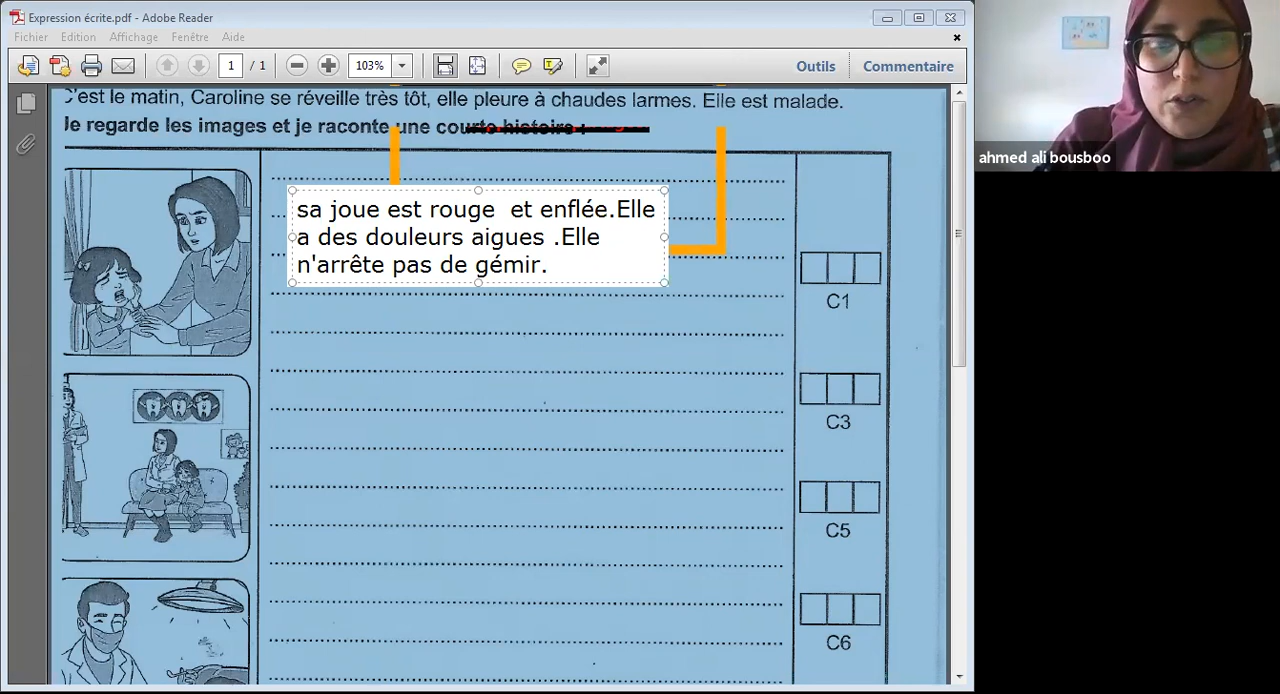 Expression écrite.pdf - Adobe Reader
Fichier Edition Affichage Fenêtre Aide
1 / 1 103% Outils Commentaire
C'est le matin, Caroline se réveille très tôt, elle pleure à chaudes larmes. Elle est malade.
Je regarde les images et je raconte une courte histoire :
sa joue est rouge et enflée.Elle
a des douleurs aigues .Elle
n'arrête pas de gémir.
C1
C3
C5
C6
ahmed ali bousboo